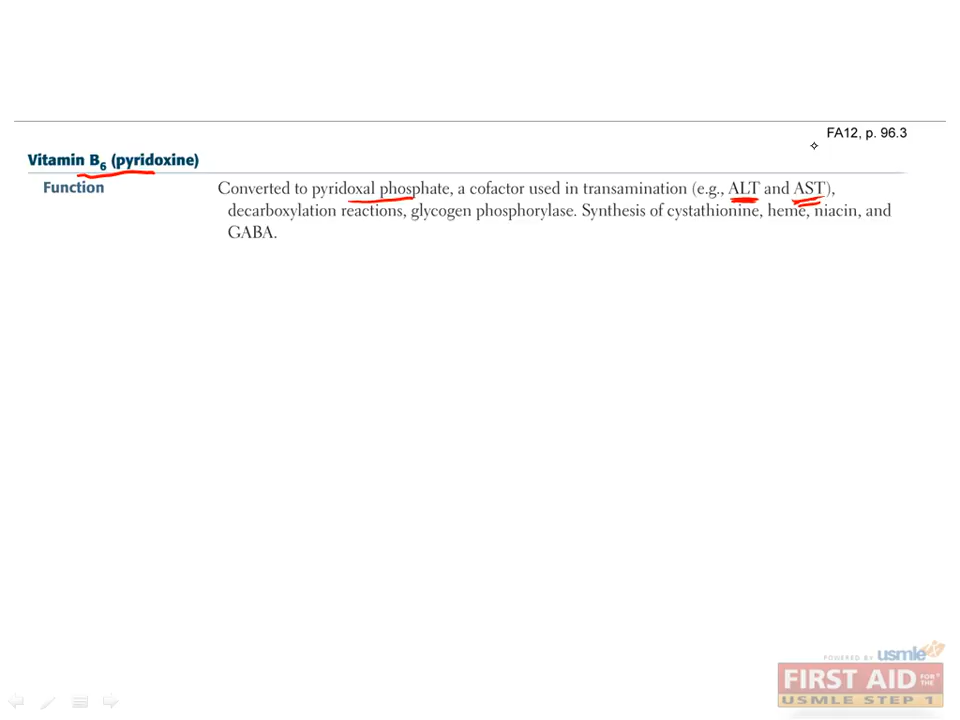 FA12, p. 96.3
Vitamin B6 (pyridoxine)
Function
Converted to pyridoxal phosphate, a cofactor used in transamination (e.g., ALT and AST),
decarboxylation reactions, glycogen phosphorylase. Synthesis of cystathionine, heme, niacin, and
GABA.
POWERED BY usmle
FIRST AID FOR THE
USMLE STEP 1